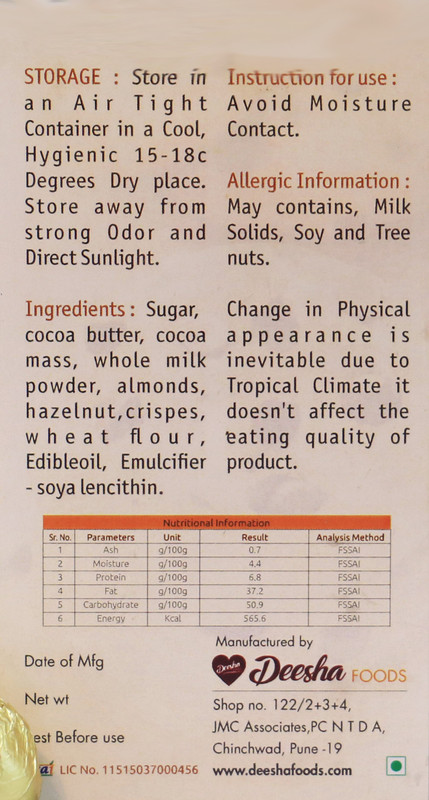 STORAGE : Store in
an Air Tight
Container in a Cool,
Hygienic 15-18c
Degrees Dry place.
Store away from
strong Odor and
Direct Sunlight.
Ingredients : Sugar,
cocoa butter, cocoa
mass, whole milk
powder, almonds,
hazelnut,crispes,
wheat flour,
Edibleoil, Emulcifier
- soya lencithin.
Instruction for use :
Avoid Moisture
Contact.
Allergic Information :
May contains, Milk
Solids, Soy and Tree
nuts.
Change in Physical
appearance is
inevitable due to
Tropical Climate it
doesn't affect the
eating quality of
product.
Nutritional Information
Sr. No. Parameters Unit Result Analysis Method
1 Ash g/100g 0.7 FSSAI
2 Moisture g/100g 4.4 FSSAI
3 Protein g/100g 6.8 FSSAI
4 Fat g/100g 37.2 FSSAI
5 Carbohydrate g/100g 50.9 FSSAI
6 Energy Kcal 565.6 FSSAI
Date of Mfg
Net wt
est Before use
LIC No. 11515037000456
Manufactured by
Deesha
Deesha FOODS
Shop no. 122/2+3+4,
JMC Associates,PC N T D A,
Chinchwad, Pune -19
www.deeshafoods.com